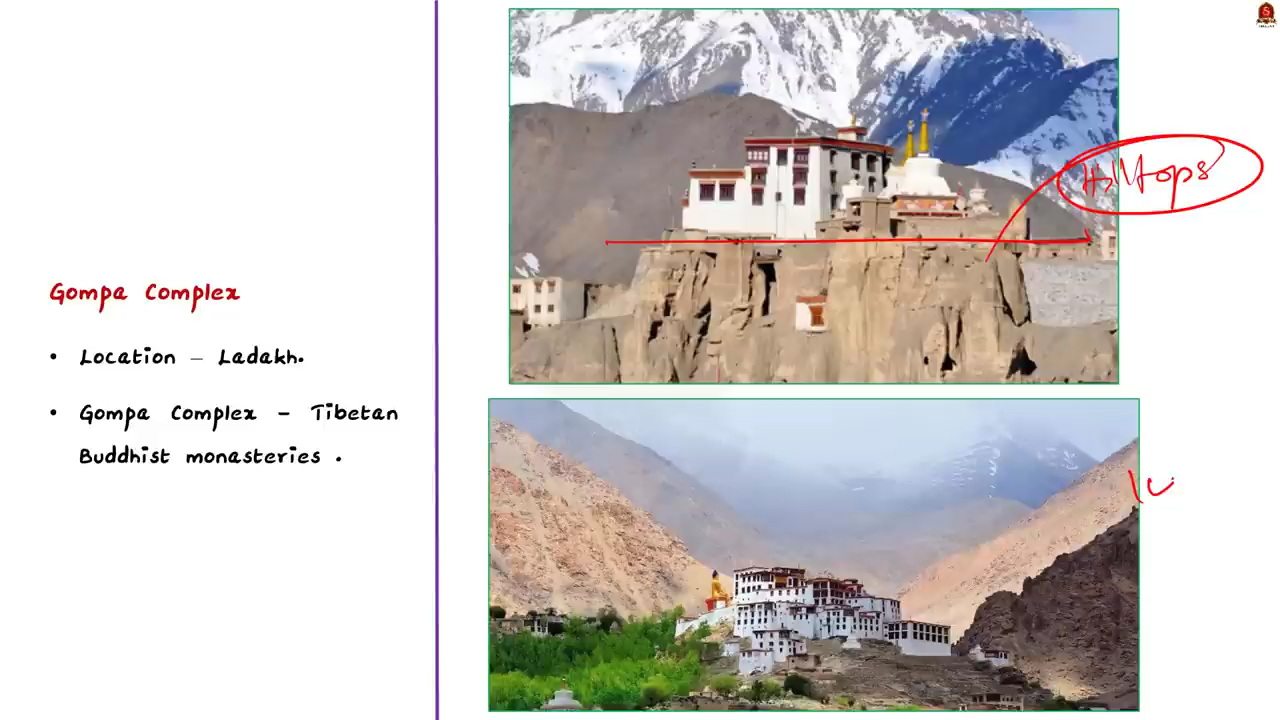 Gompa Complex
• Location – Ladakh.
• Gompa Complex – Tibetan
Buddhist monasteries .
Hilltops